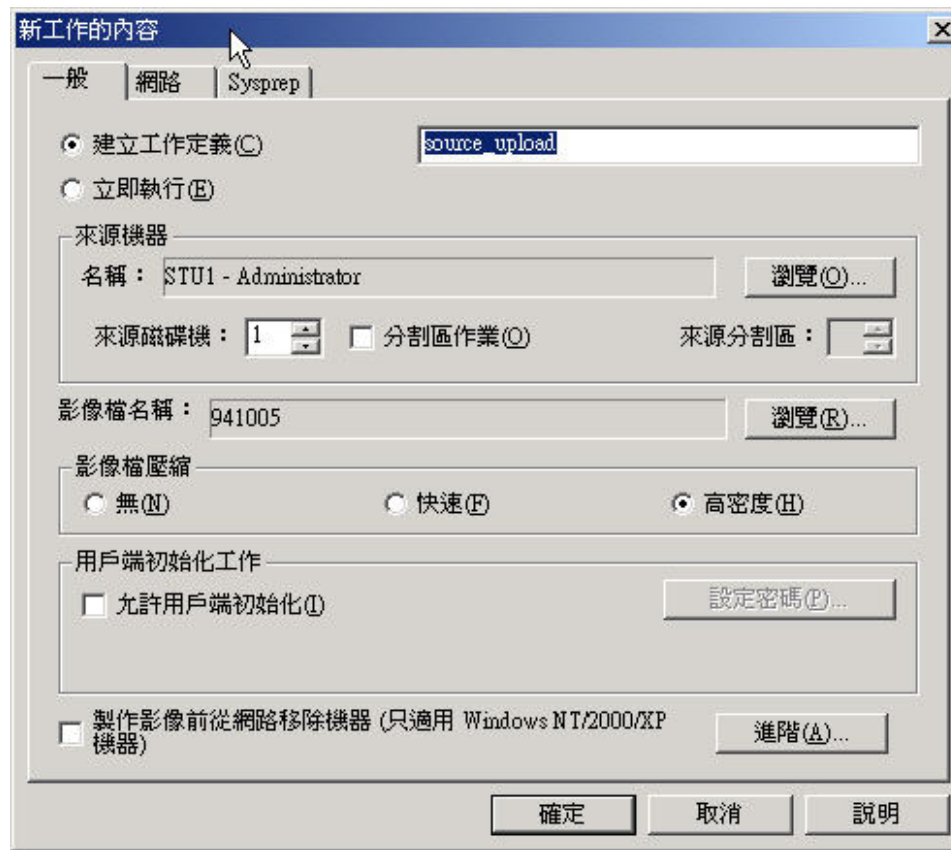 新工作的內容
一般 網路 Sysprep
建立工作定義(C) source_upload
立即執行(E)
來源機器
名稱： STU1 - Administrator 瀏覽(O)...
來源磁碟機： 1 分割區作業(O) 來源分割區：
影像檔名稱： 941005 瀏覽(R)...
影像檔壓縮
無(N) 快速(F) 高密度(H)
用戶端初始化工作
允許用戶端初始化(I) 設定密碼(P)...
製作影像前從網路移除機器 (只適用 Windows NT/2000/XP
機器) 進階(A)...
確定 取消 說明